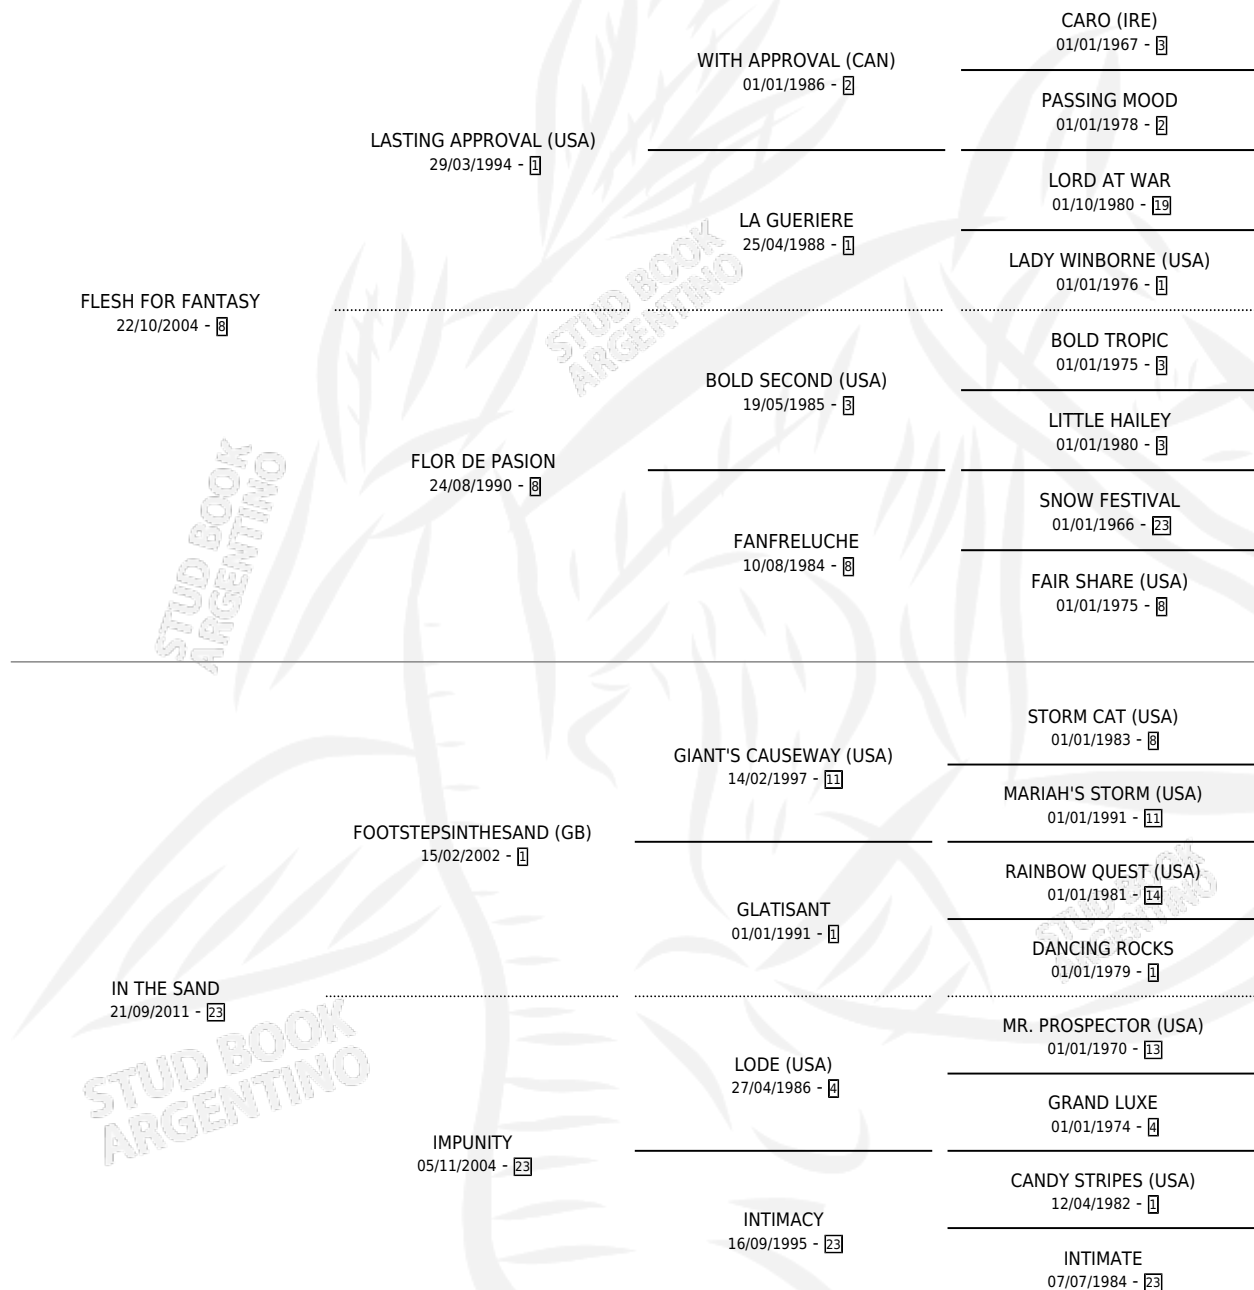 CARO (IRE)
01/01/1967 - 3
WITH APPROVAL (CAN)
01/01/1986 - 2
PASSING MOOD
01/01/1978 - 2
LASTING APPROVAL (USA)
29/03/1994 - 1
LORD AT WAR
01/10/1980 - 19
LA GUERIERE
25/04/1988 - 1
LADY WINBORNE (USA)
01/01/1976 - 1
FLESH FOR FANTASY
22/10/2004 - 8
BOLD TROPIC
01/01/1975 - 3
BOLD SECOND (USA)
19/05/1985 - 3
LITTLE HAILEY
01/01/1980 - 3
FLOR DE PASION
24/08/1990 - 8
SNOW FESTIVAL
01/01/1966 - 23
FANFRELUCHE
10/08/1984 - 8
FAIR SHARE (USA)
01/01/1975 - 8
STORM CAT (USA)
01/01/1983 - 8
GIANT'S CAUSEWAY (USA)
14/02/1997 - 11
MARIAH'S STORM (USA)
01/01/1991 - 11
FOOTSTEPSINTHESAND (GB)
15/02/2002 - 1
RAINBOW QUEST (USA)
01/01/1981 - 14
GLATISANT
01/01/1991 - 1
DANCING ROCKS
01/01/1979 - 1
IN THE SAND
21/09/2011 - 23
MR. PROSPECTOR (USA)
01/01/1970 - 13
LODE (USA)
27/04/1986 - 4
GRAND LUXE
01/01/1974 - 4
IMPUNITY
05/11/2004 - 23
CANDY STRIPES (USA)
12/04/1982 - 1
INTIMACY
16/09/1995 - 23
INTIMATE
07/07/1984 - 23
STUD BOOK
ARGENTINO
STUD BOOK
ARGENTINO
STUD BOOK
ARGENTINO
STUD BOOK
ARGENTINO